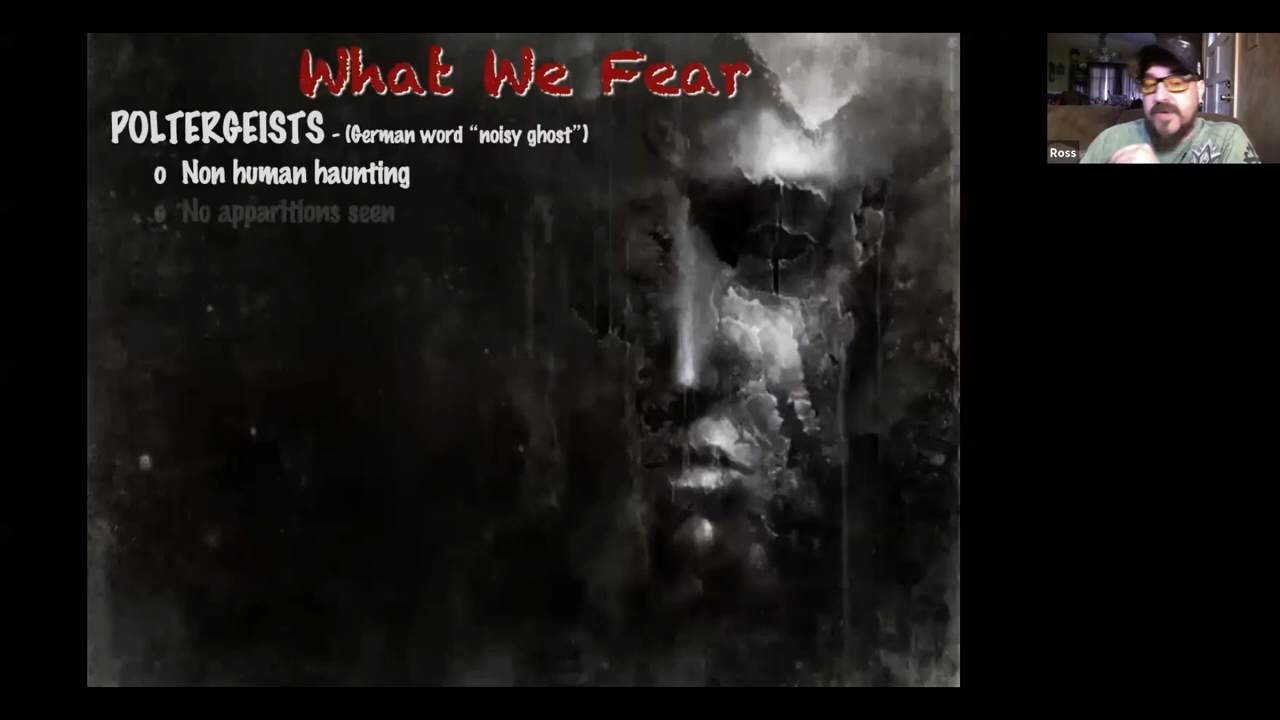 What We Fear
POLTERGEISTS - (German word "noisy ghost")
o Non human haunting
o No apparitions seen
Ross